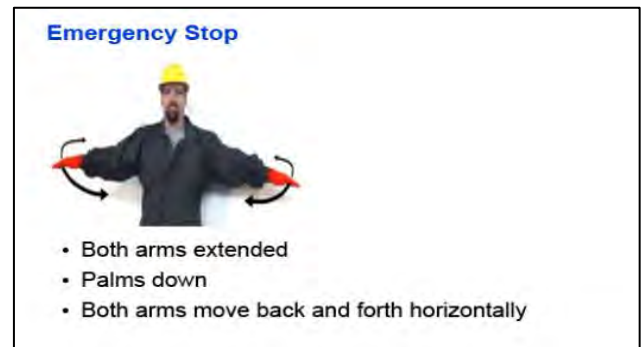 Emergency Stop
• Both arms extended
• Palms down
• Both arms move back and forth horizontally